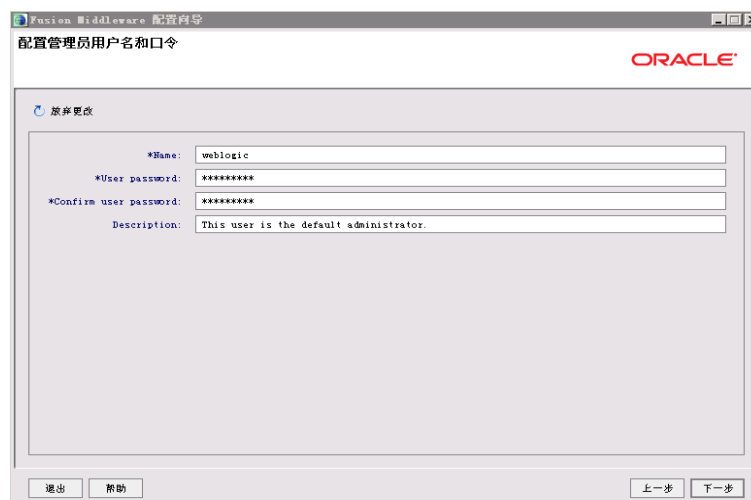 Fusion Middleware 配置向导
配置管理员用户名和口令
ORACLE
放弃更改
*Name: weblogic
*User password: *********
*Confirm user password: *********
Description: This user is the default administrator.
退出 帮助 上一步 下一步